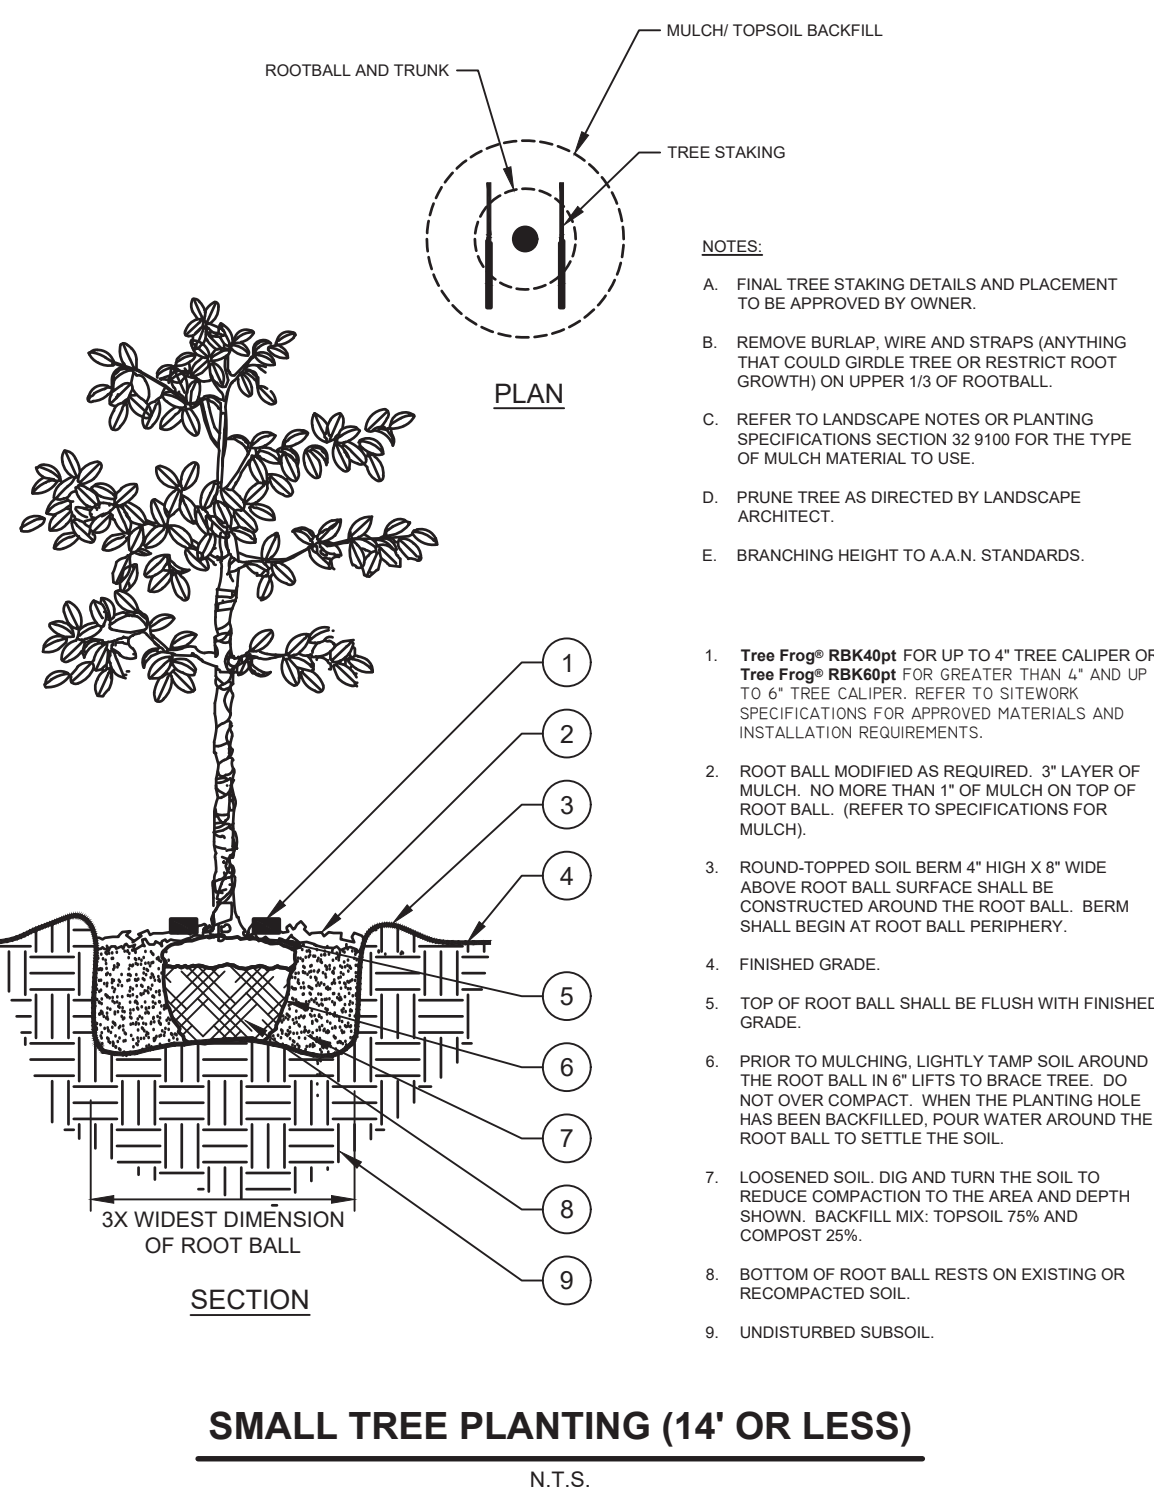 MULCH/ TOPSOIL BACKFILL
ROOTBALL AND TRUNK
TREE STAKING
PLAN
NOTES:
A. FINAL TREE STAKING DETAILS AND PLACEMENT
TO BE APPROVED BY OWNER.
B. REMOVE BURLAP, WIRE AND STRAPS (ANYTHING
THAT COULD GIRDLE TREE OR RESTRICT ROOT
GROWTH) ON UPPER 1/3 OF ROOTBALL.
C. REFER TO LANDSCAPE NOTES OR PLANTING
SPECIFICATIONS SECTION 32 9100 FOR THE TYPE
OF MULCH MATERIAL TO USE.
D. PRUNE TREE AS DIRECTED BY LANDSCAPE
ARCHITECT.
E. BRANCHING HEIGHT TO A.A.N. STANDARDS.
1
2
3
4
5
6
7
8
9
3X WIDEST DIMENSION
OF ROOT BALL
SECTION
1. Tree Frog® RBK40pt FOR UP TO 4" TREE CALIPER OR
Tree Frog® RBK60pt FOR GREATER THAN 4" AND UP
TO 6" TREE CALIPER. REFER TO SITEWORK
SPECIFICATIONS FOR APPROVED MATERIALS AND
INSTALLATION REQUIREMENTS.
2. ROOT BALL MODIFIED AS REQUIRED. 3" LAYER OF
MULCH. NO MORE THAN 1" OF MULCH ON TOP OF
ROOT BALL. (REFER TO SPECIFICATIONS FOR
MULCH).
3. ROUND-TOPPED SOIL BERM 4" HIGH X 8" WIDE
ABOVE ROOT BALL SURFACE SHALL BE
CONSTRUCTED AROUND THE ROOT BALL. BERM
SHALL BEGIN AT ROOT BALL PERIPHERY.
4. FINISHED GRADE.
5. TOP OF ROOT BALL SHALL BE FLUSH WITH FINISHED
GRADE.
6. PRIOR TO MULCHING, LIGHTLY TAMP SOIL AROUND
THE ROOT BALL IN 6" LIFTS TO BRACE TREE. DO
NOT OVER COMPACT. WHEN THE PLANTING HOLE
HAS BEEN BACKFILLED, POUR WATER AROUND THE
ROOT BALL TO SETTLE THE SOIL.
7. LOOSENED SOIL. DIG AND TURN THE SOIL TO
REDUCE COMPACTION TO THE AREA AND DEPTH
SHOWN. BACKFILL MIX: TOPSOIL 75% AND
COMPOST 25%.
8. BOTTOM OF ROOT BALL RESTS ON EXISTING OR
RECOMPACTED SOIL.
9. UNDISTURBED SUBSOIL.
SMALL TREE PLANTING (14' OR LESS)
N.T.S.